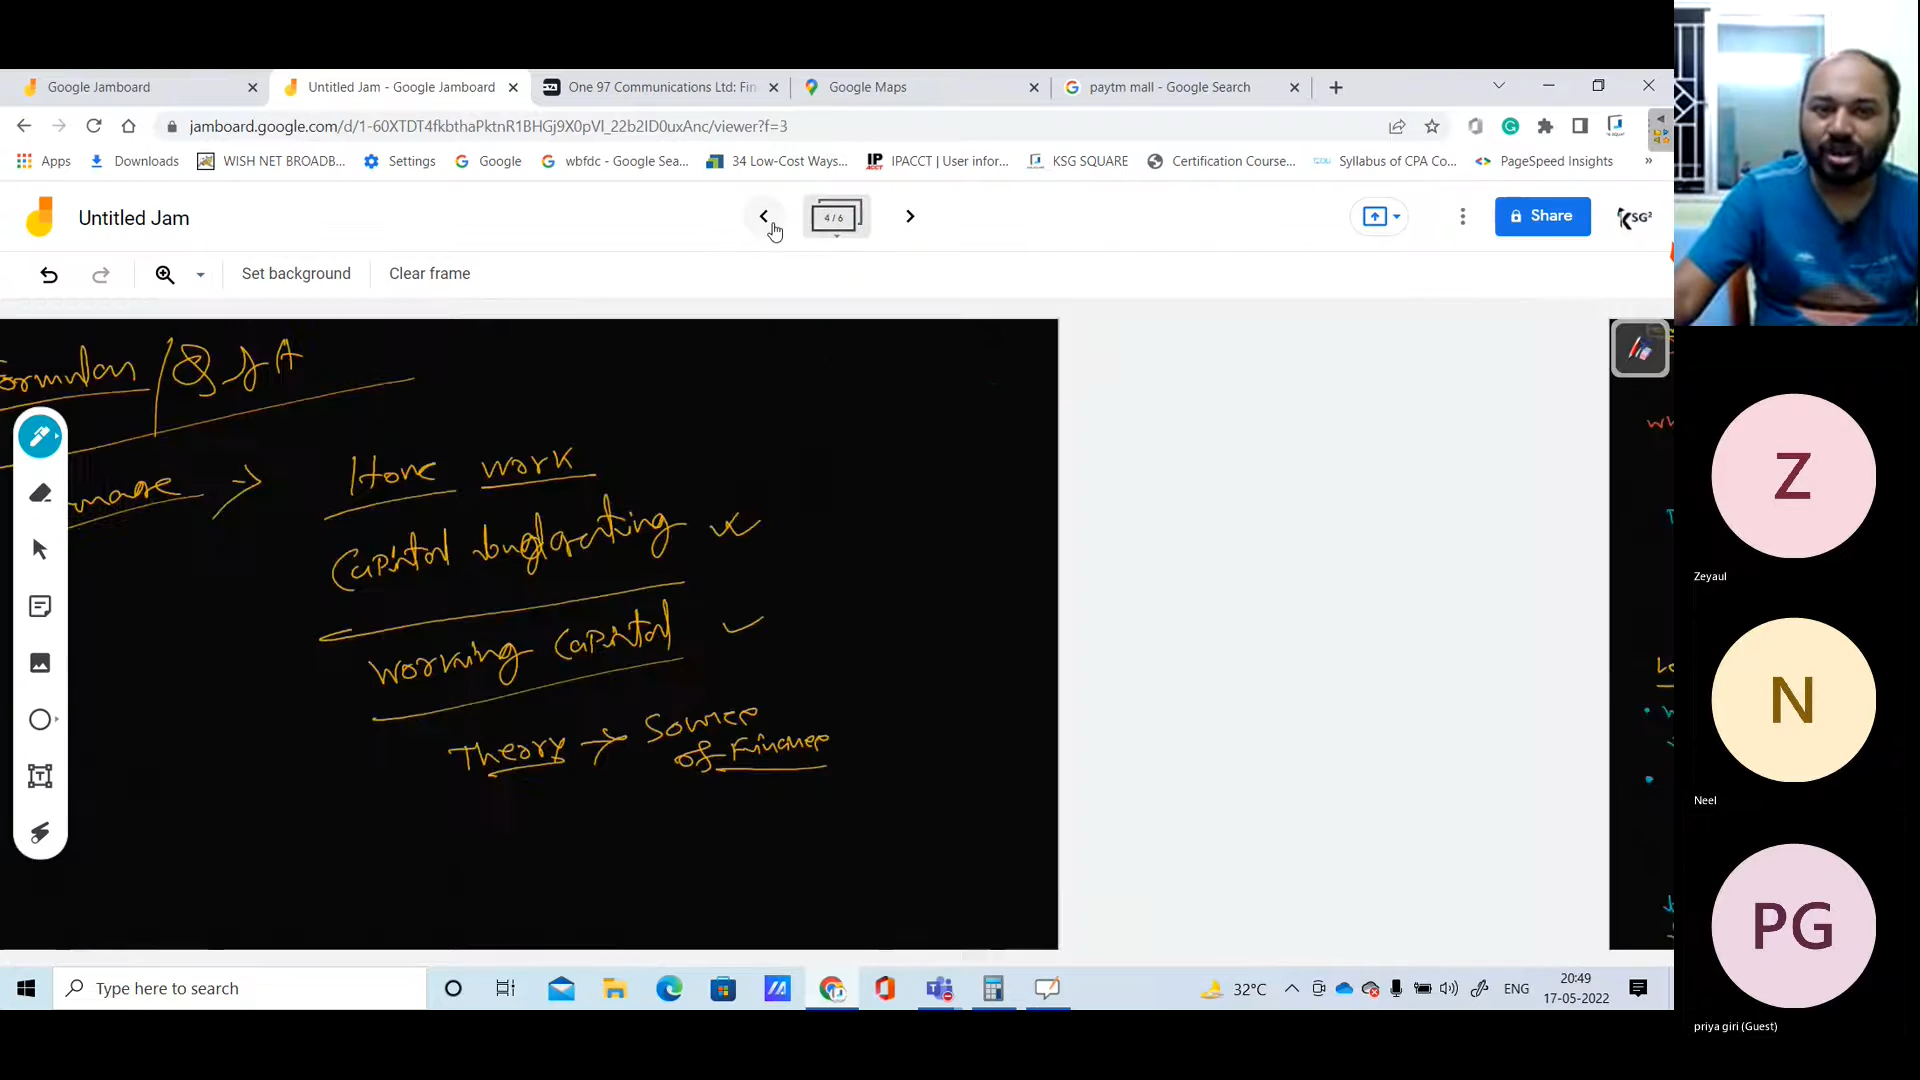 Google Jamboard
Untitled Jam - Google Jamboard
One 97 Communications Ltd: Fin
Google Maps
paytm mall - Google Search
jamboard.google.com/d/1-60XTDT4fkbthaPktnR1BHGj9X0pVI_22b2ID0uxAnc/viewer?f=3
Apps
Downloads
WISH NET BROADB...
Settings
Google
wbfdc - Google Sea...
34 Low-Cost Ways...
IPACCT | User infor...
KSG SQUARE
Certification Course...
Syllabus of CPA Co...
PageSpeed Insights
»
Untitled Jam
4 / 6
Share
KSG²
Set background
Clear frame
/ Q & A
Home work
Capital
working Capital
Theory → Source
of Finance
Z
Zeyaul
N
Neel
PG
priya giri (Guest)
Type here to search
32°C
ENG
20:49
17-05-2022